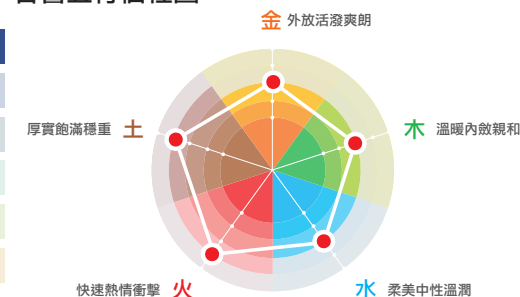 金 外放活潑爽朗
厚實飽滿穩重 土
木 溫暖內斂親和
快速熱情衝擊 火
水 柔美中性溫潤